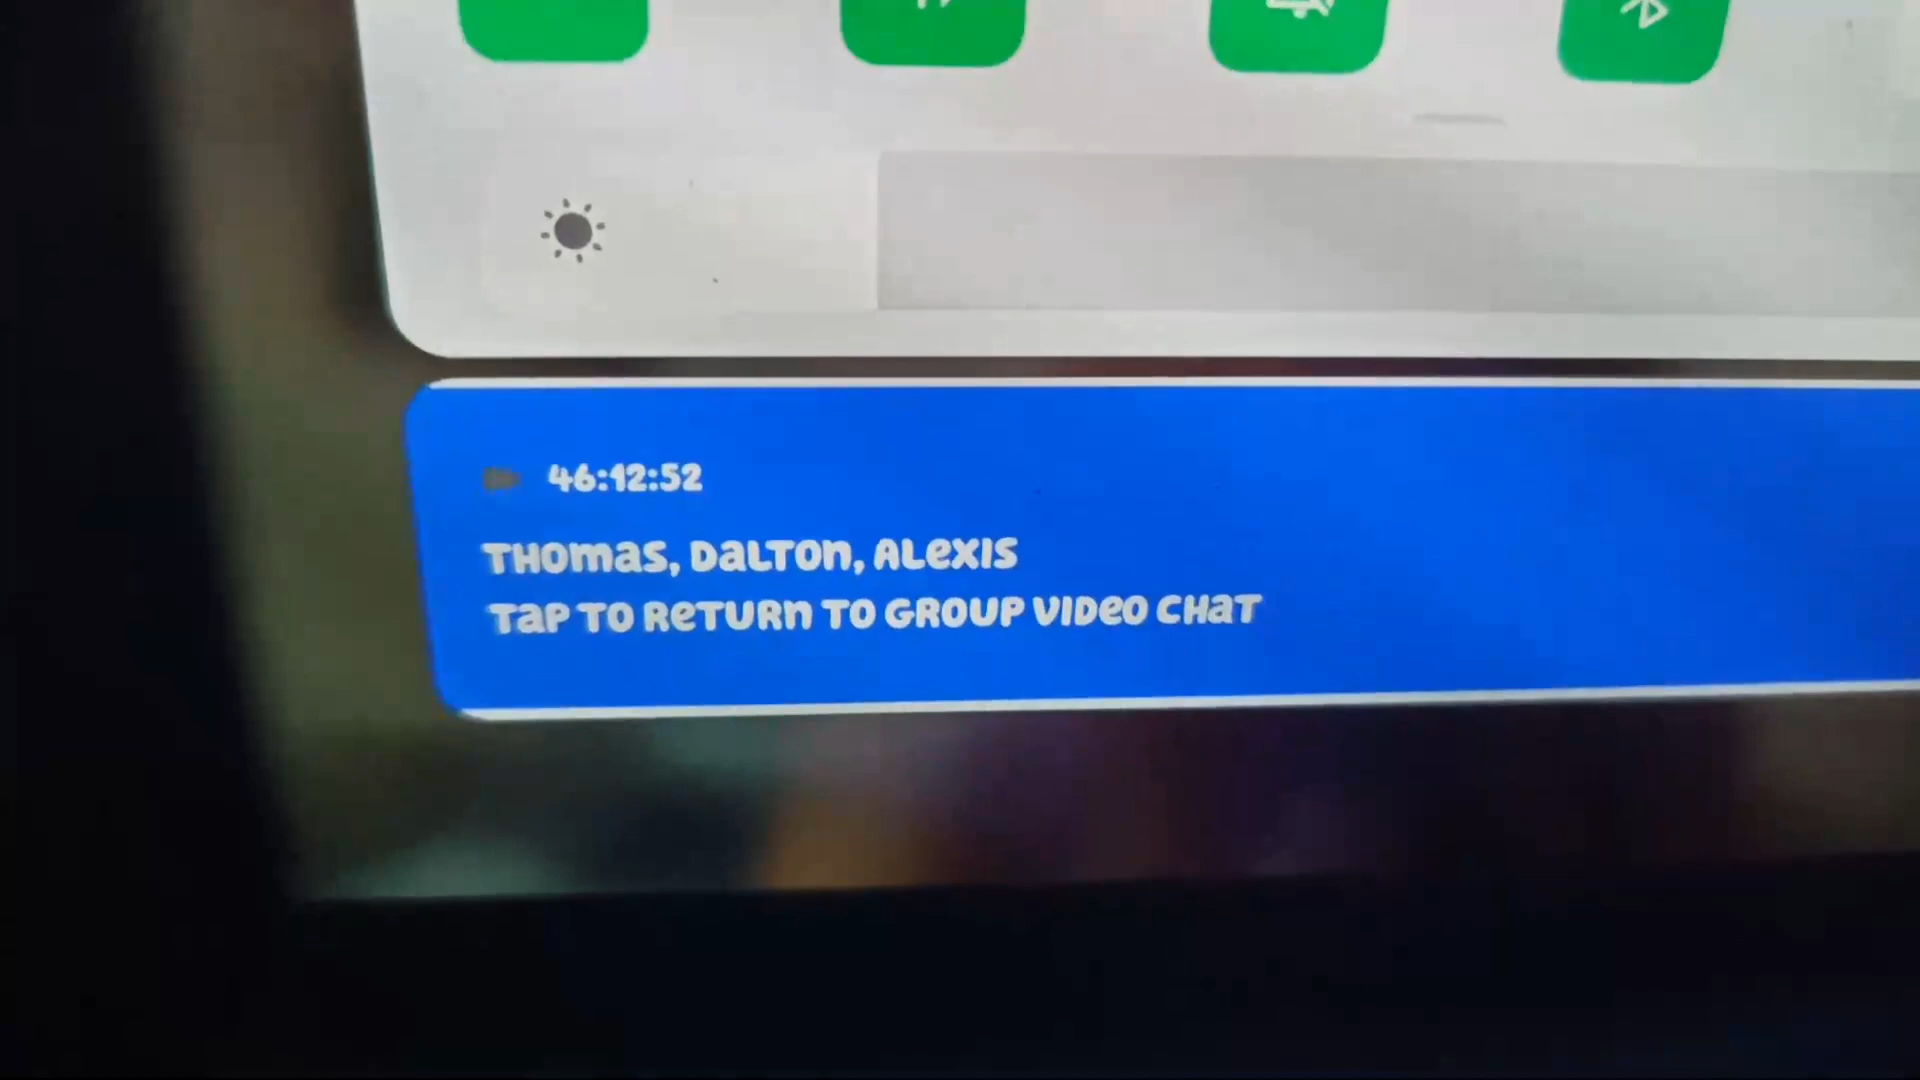 46:12:52
THomas, DaLTon, ALexIS
Tap TO ReTURn TO GROUP VIDeO CHaT